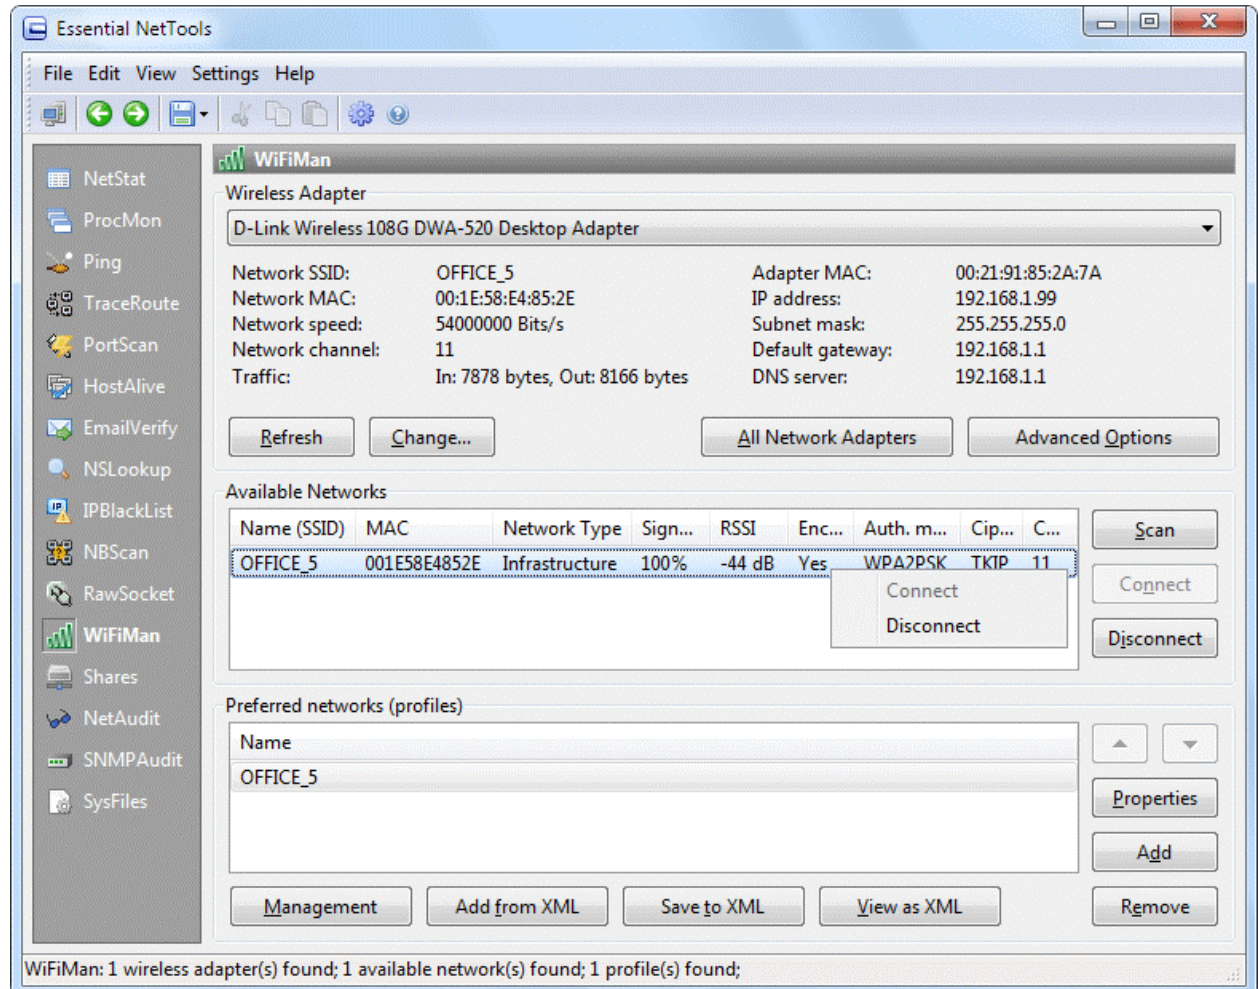 Essential NetTools
File Edit View Settings Help
NetStat
ProcMon
Ping
TraceRoute
PortScan
HostAlive
EmailVerify
NSLookup
IPBlackList
NBScan
RawSocket
WiFiMan
Shares
NetAudit
SNMPAudit
SysFiles
WiFiMan
Wireless Adapter
D-Link Wireless 108G DWA-520 Desktop Adapter
Network SSID: OFFICE_5 Adapter MAC: 00:21:91:85:2A:7A
Network MAC: 00:1E:58:E4:85:2E IP address: 192.168.1.99
Network speed: 54000000 Bits/s Subnet mask: 255.255.255.0
Network channel: 11 Default gateway: 192.168.1.1
Traffic: In: 7878 bytes, Out: 8166 bytes DNS server: 192.168.1.1
Refresh Change... All Network Adapters Advanced Options
Available Networks
Name (SSID) MAC Network Type Sign... RSSI Enc... Auth. m... Cip... C... Scan
OFFICE_5 001E58E4852E Infrastructure 100% -44 dB Yes WPA2PSK TKIP 11
Connect Connect
Disconnect Disconnect
Preferred networks (profiles)
Name
OFFICE_5
Properties
Add
Management Add from XML Save to XML View as XML Remove
WiFiMan: 1 wireless adapter(s) found; 1 available network(s) found; 1 profile(s) found;